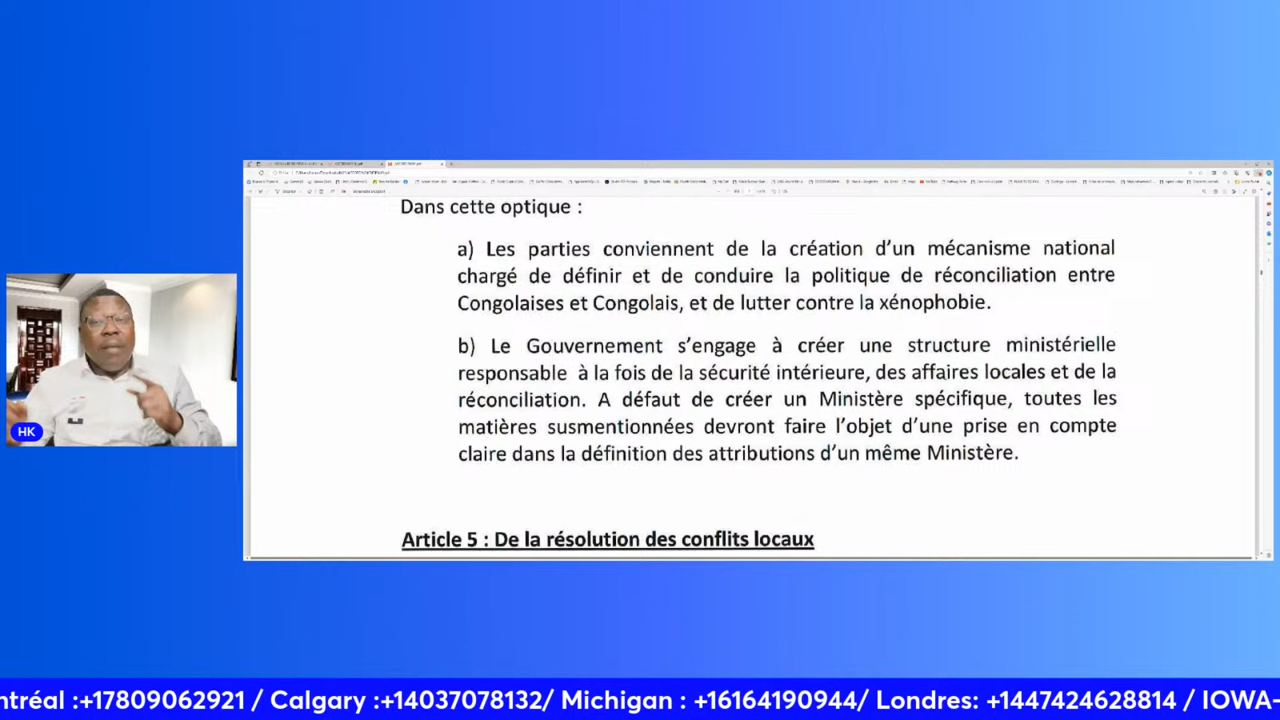 Dans cette optique :
a) Les parties conviennent de la création d'un mécanisme national
chargé de définir et de conduire la politique de réconciliation entre
Congolaises et Congolais, et de lutter contre la xénophobie.
b) Le Gouvernement s'engage à créer une structure ministérielle
responsable à la fois de la sécurité intérieure, des affaires locales et de la
réconciliation. A défaut de créer un Ministère spécifique, toutes les
matières susmentionnées devront faire l'objet d'une prise en compte
claire dans la définition des attributions d'un même Ministère.
Article 5 : De la résolution des conflits locaux
HK
ntréal :+17809062921 / Calgary :+14037078132/ Michigan : +16164190944/ Londres: +1447424628814 / IOWA-